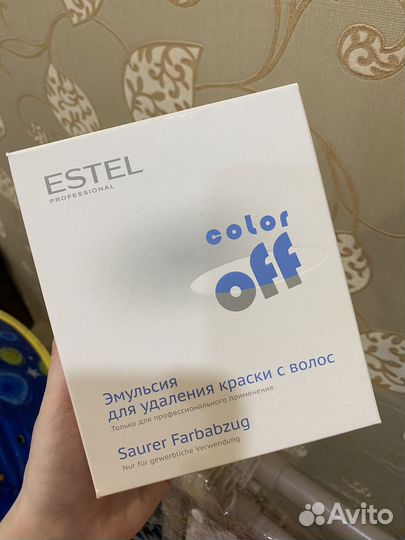 ESTEL
PROFESSIONAL
color
off
Эмульсия
для удаления краски с волос
Только для профессионального применения
Saurer Farbabzug
Nur für gewerbliche Verwendung
Avito